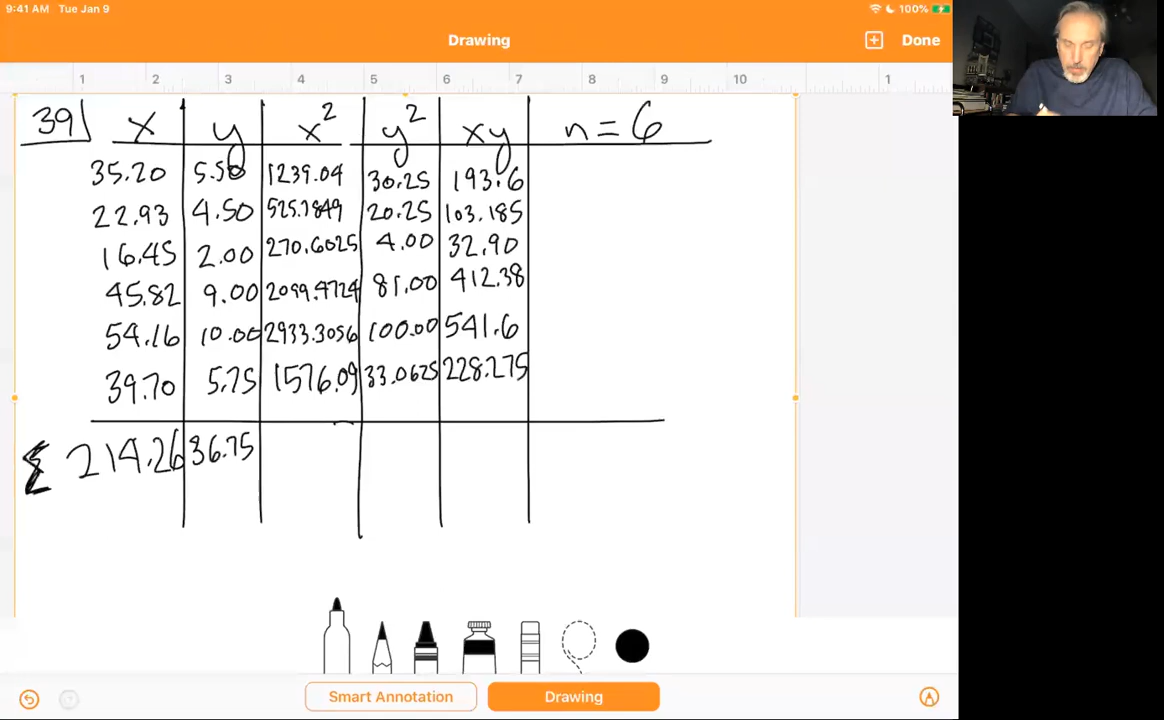 9:41 AM Tue Jan 9
100%
Drawing
Done
1 2 3 4 5 6 7 8 9 10 1
39 x y x² y² xy n = 6
35.20 5.50 1239.04 30.25 193.6
22.93 4.50 525.7849 20.25 103.185
16.45 2.00 270.6025 4.00 32.90
45.82 9.00 2099.4724 81.00 412.38
54.16 10.00 2933.3056 100.00 541.6
39.70 5.75 1576.09 33.0625 228.275
Σ 214.26 36.75
Smart Annotation
Drawing